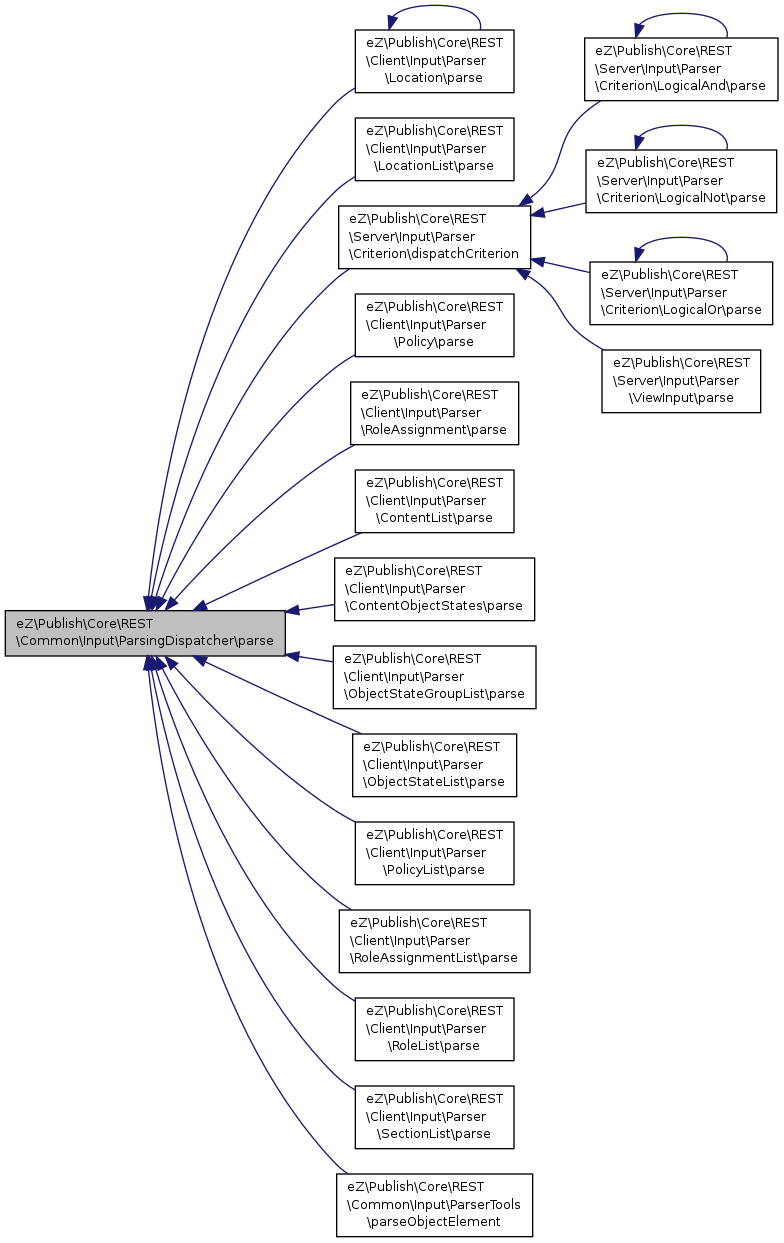 eZ\Publish\Core\REST
\Common\Input\ParsingDispatcher\parse
eZ\Publish\Core\REST
\Client\Input\Parser
\Location\parse
eZ\Publish\Core\REST
\Client\Input\Parser
\LocationList\parse
eZ\Publish\Core\REST
\Server\Input\Parser
\Criterion\dispatchCriterion
eZ\Publish\Core\REST
\Client\Input\Parser
\Policy\parse
eZ\Publish\Core\REST
\Client\Input\Parser
\RoleAssignment\parse
eZ\Publish\Core\REST
\Client\Input\Parser
\ContentList\parse
eZ\Publish\Core\REST
\Client\Input\Parser
\ContentObjectStates\parse
eZ\Publish\Core\REST
\Client\Input\Parser
\ObjectStateGroupList\parse
eZ\Publish\Core\REST
\Client\Input\Parser
\ObjectStateList\parse
eZ\Publish\Core\REST
\Client\Input\Parser
\PolicyList\parse
eZ\Publish\Core\REST
\Client\Input\Parser
\RoleAssignmentList\parse
eZ\Publish\Core\REST
\Client\Input\Parser
\RoleList\parse
eZ\Publish\Core\REST
\Client\Input\Parser
\SectionList\parse
eZ\Publish\Core\REST
\Common\Input\ParserTools
\parseObjectElement
eZ\Publish\Core\REST
\Server\Input\Parser
\Criterion\LogicalAnd\parse
eZ\Publish\Core\REST
\Server\Input\Parser
\Criterion\LogicalNot\parse
eZ\Publish\Core\REST
\Server\Input\Parser
\Criterion\LogicalOr\parse
eZ\Publish\Core\REST
\Server\Input\Parser
\ViewInput\parse